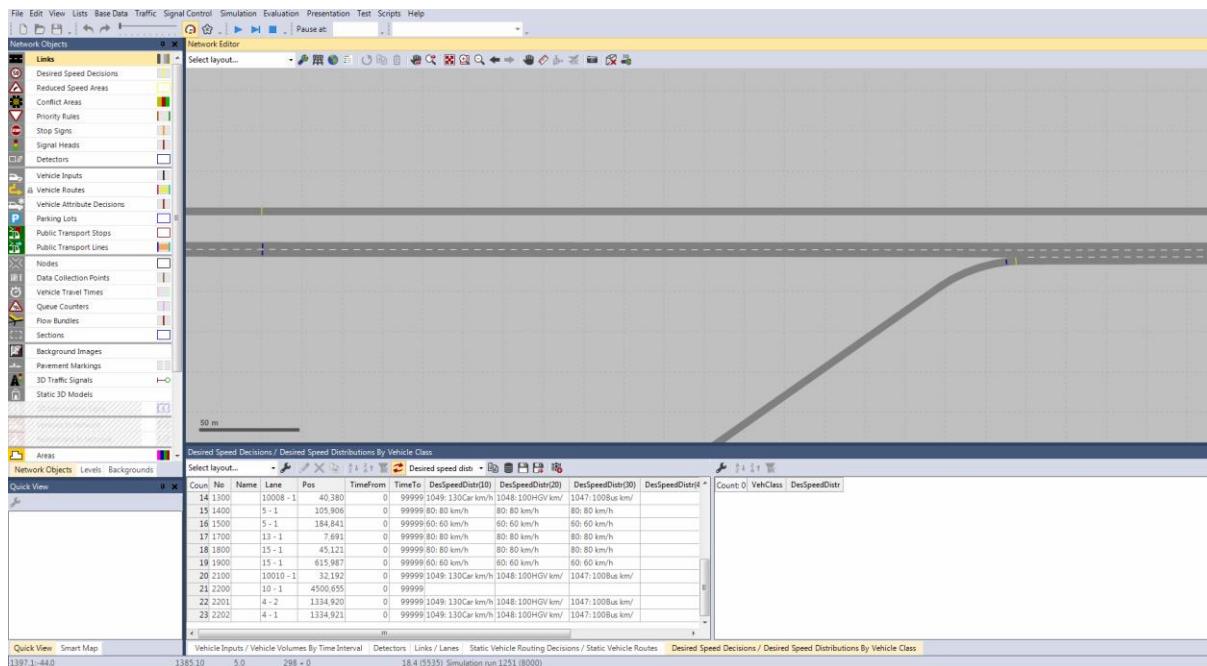 File Edit View Lists Base Data Traffic Signal Control Simulation Evaluation Presentation Test Scripts Help
Pause at:
Network Objects
Network Editor
Select layout...
Links
Desired Speed Decisions
Reduced Speed Areas
Conflict Areas
Priority Rules
Stop Signs
Signal Heads
Detectors
Vehicle Inputs
Vehicle Routes
Vehicle Attribute Decisions
Parking Lots
Public Transport Stops
Public Transport Lines
Nodes
Data Collection Points
Vehicle Travel Times
Queue Counters
Flow Bundles
Sections
Background Images
Pavement Markings
3D Traffic Signals
Static 3D Models
Areas
Network Objects Levels Backgrounds
50 m
Quick View
Quick View Smart Map
Desired Speed Decisions / Desired Speed Distributions By Vehicle Class
Select layout... Desired speed distr
Coun No Name Lane Pos TimeFrom TimeTo DesSpeedDistr(10) DesSpeedDistr(20) DesSpeedDistr(30) DesSpeedDistr(4
14 1300 10008 - 1 40,380 0 99999 1049: 130Car km/h 1048: 100HGV km/ 1047: 100Bus km/
15 1400 5 - 1 105,906 0 99999 80: 80 km/h 80: 80 km/h 80: 80 km/h
16 1500 5 - 1 184,841 0 99999 60: 60 km/h 60: 60 km/h 60: 60 km/h
17 1700 13 - 1 7,691 0 99999 80: 80 km/h 80: 80 km/h 80: 80 km/h
18 1800 15 - 1 45,121 0 99999 80: 80 km/h 80: 80 km/h 80: 80 km/h
19 1900 15 - 1 615,987 0 99999 60: 60 km/h 60: 60 km/h 60: 60 km/h
20 2100 10010 - 1 32,192 0 99999 1049: 130Car km/h 1048: 100HGV km/ 1047: 100Bus km/
21 2200 10 - 1 4500,655 0 99999
22 2201 4 - 2 1334,920 0 99999 1049: 130Car km/h 1048: 100HGV km/ 1047: 100Bus km/
23 2202 4 - 1 1334,921 0 99999 1049: 130Car km/h 1048: 100HGV km/ 1047: 100Bus km/
Count: 0 VehClass DesSpeedDistr
Vehicle Inputs / Vehicle Volumes By Time Interval Detectors Links / Lanes Static Vehicle Routing Decisions / Static Vehicle Routes Desired Speed Decisions / Desired Speed Distributions By Vehicle Class
1397.1:-44.0 1385.10 5.0 298 + 0 18.4 (5535) Simulation run 1251 (8000)